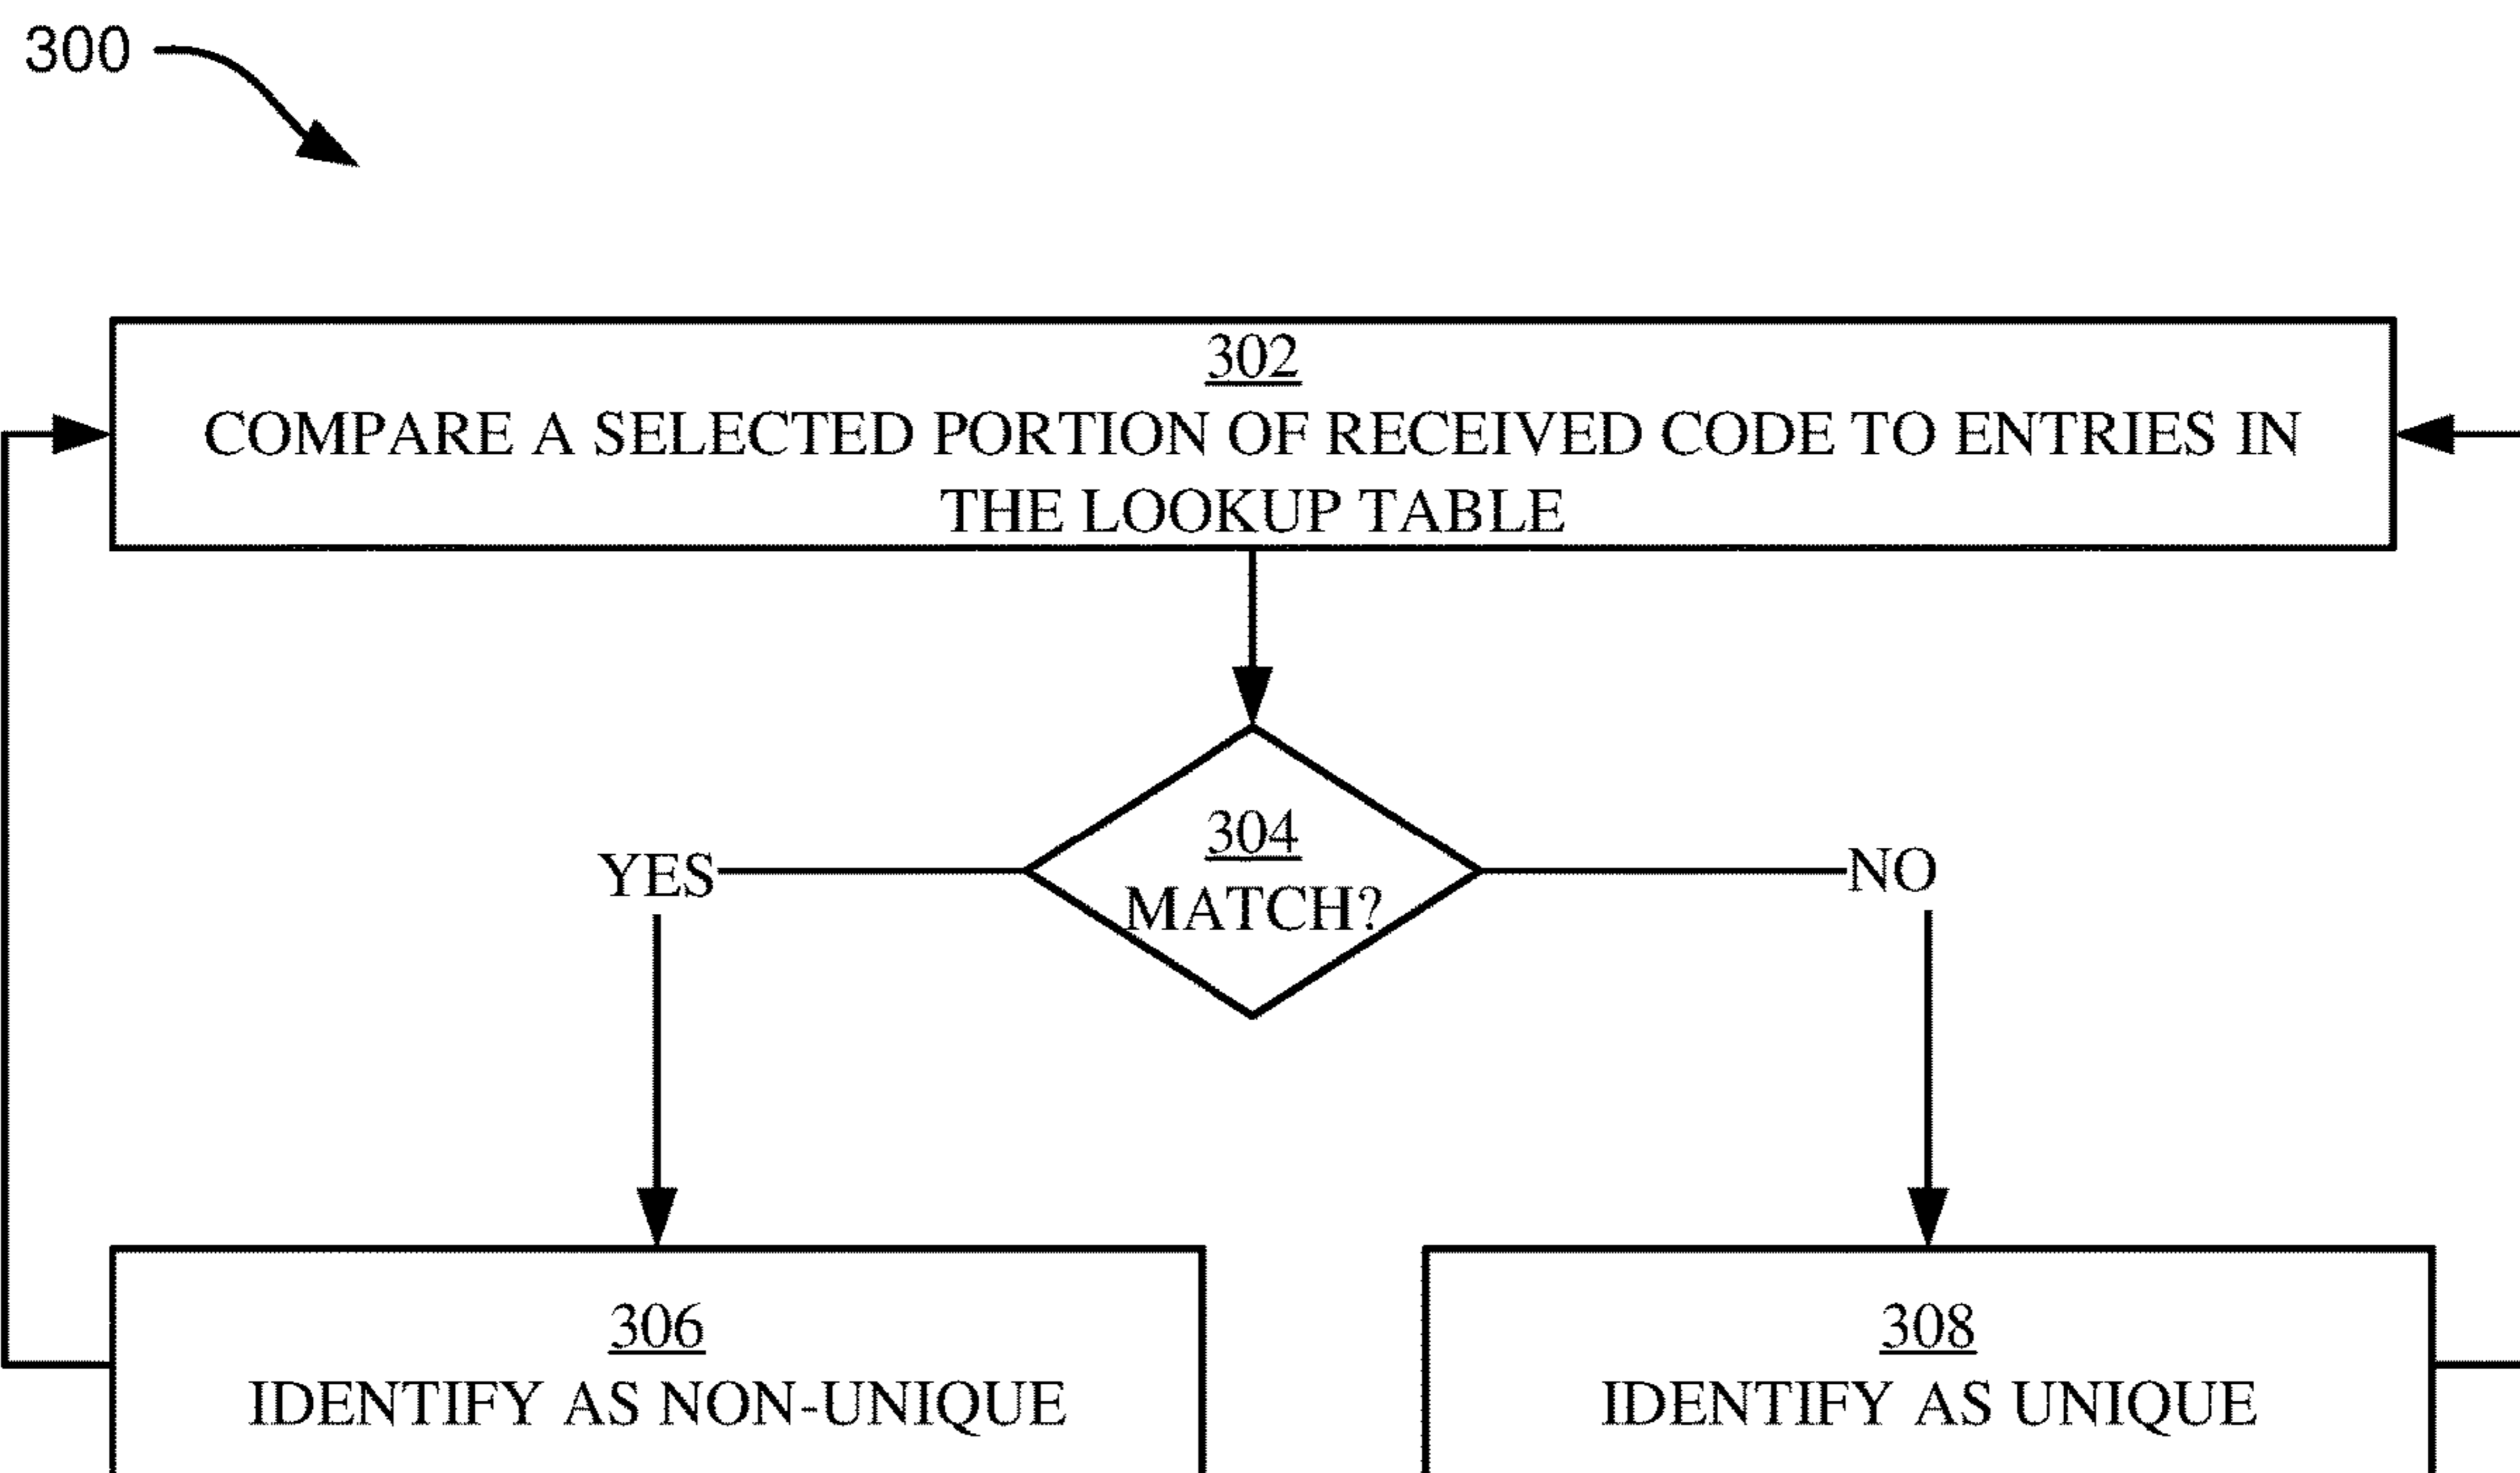 300
302
COMPARE A SELECTED PORTION OF RECEIVED CODE TO ENTRIES IN
THE LOOKUP TABLE
304
MATCH?
YES
NO
306
IDENTIFY AS NON-UNIQUE
308
IDENTIFY AS UNIQUE